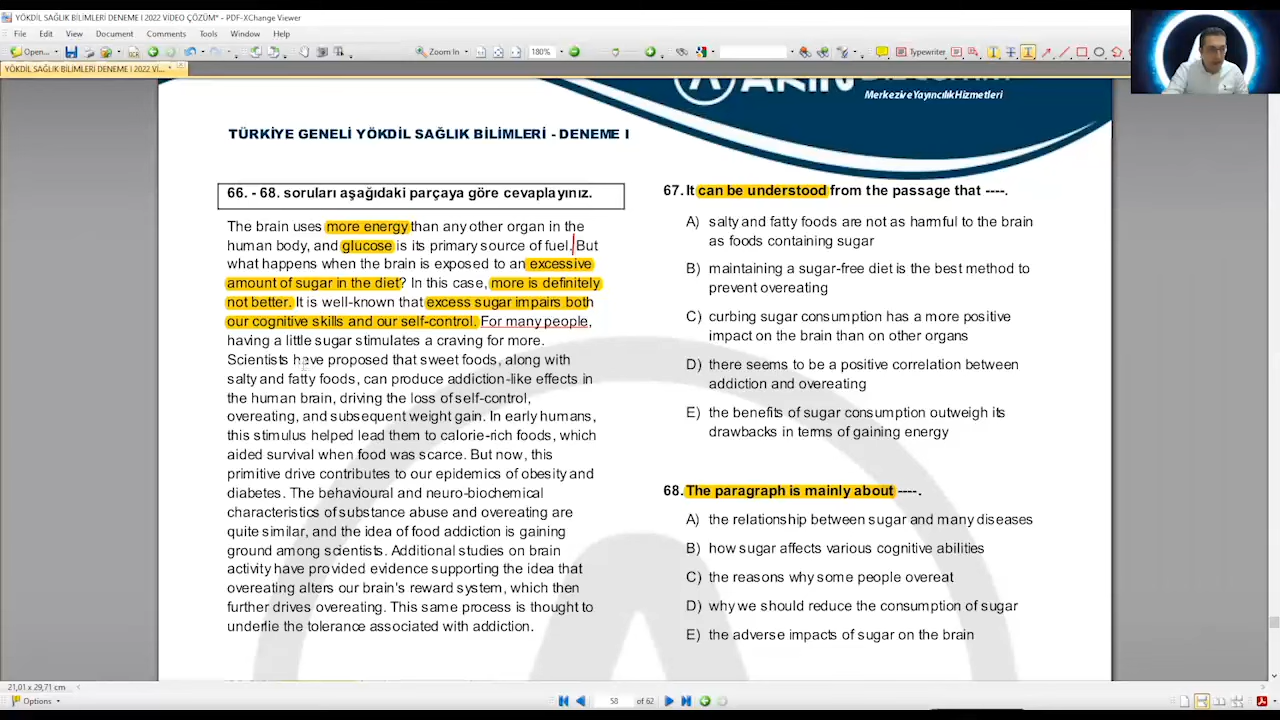 YÖKDİL SAĞLIK BİLİMLERİ DENEME I 2022 VİDEO ÇÖZÜM* - PDF-XChange Viewer
File Edit View Document Comments Tools Window Help
Open... Zoom In 180% Typewriter
YÖKDİL SAĞLIK BİLİMLERİ DENEME I 2022 Vİ...
AKIN
Merkezi ve Yayıncılık Hizmetleri
TÜRKİYE GENELİ YÖKDİL SAĞLIK BİLİMLERİ - DENEME I
66. - 68. soruları aşağıdaki parçaya göre cevaplayınız.
The brain uses more energy than any other organ in the
human body, and glucose is its primary source of fuel. But
what happens when the brain is exposed to an excessive
amount of sugar in the diet? In this case, more is definitely
not better. It is well-known that excess sugar impairs both
our cognitive skills and our self-control. For many people,
having a little sugar stimulates a craving for more.
Scientists have proposed that sweet foods, along with
salty and fatty foods, can produce addiction-like effects in
the human brain, driving the loss of self-control,
overeating, and subsequent weight gain. In early humans,
this stimulus helped lead them to calorie-rich foods, which
aided survival when food was scarce. But now, this
primitive drive contributes to our epidemics of obesity and
diabetes. The behavioural and neuro-biochemical
characteristics of substance abuse and overeating are
quite similar, and the idea of food addiction is gaining
ground among scientists. Additional studies on brain
activity have provided evidence supporting the idea that
overeating alters our brain's reward system, which then
further drives overeating. This same process is thought to
underlie the tolerance associated with addiction.
67. It can be understood from the passage that ----.
A) salty and fatty foods are not as harmful to the brain
as foods containing sugar
B) maintaining a sugar-free diet is the best method to
prevent overeating
C) curbing sugar consumption has a more positive
impact on the brain than on other organs
D) there seems to be a positive correlation between
addiction and overeating
E) the benefits of sugar consumption outweigh its
drawbacks in terms of gaining energy
68. The paragraph is mainly about ----.
A) the relationship between sugar and many diseases
B) how sugar affects various cognitive abilities
C) the reasons why some people overeat
D) why we should reduce the consumption of sugar
E) the adverse impacts of sugar on the brain
21,01 x 29,71 cm
Options 58 of 62